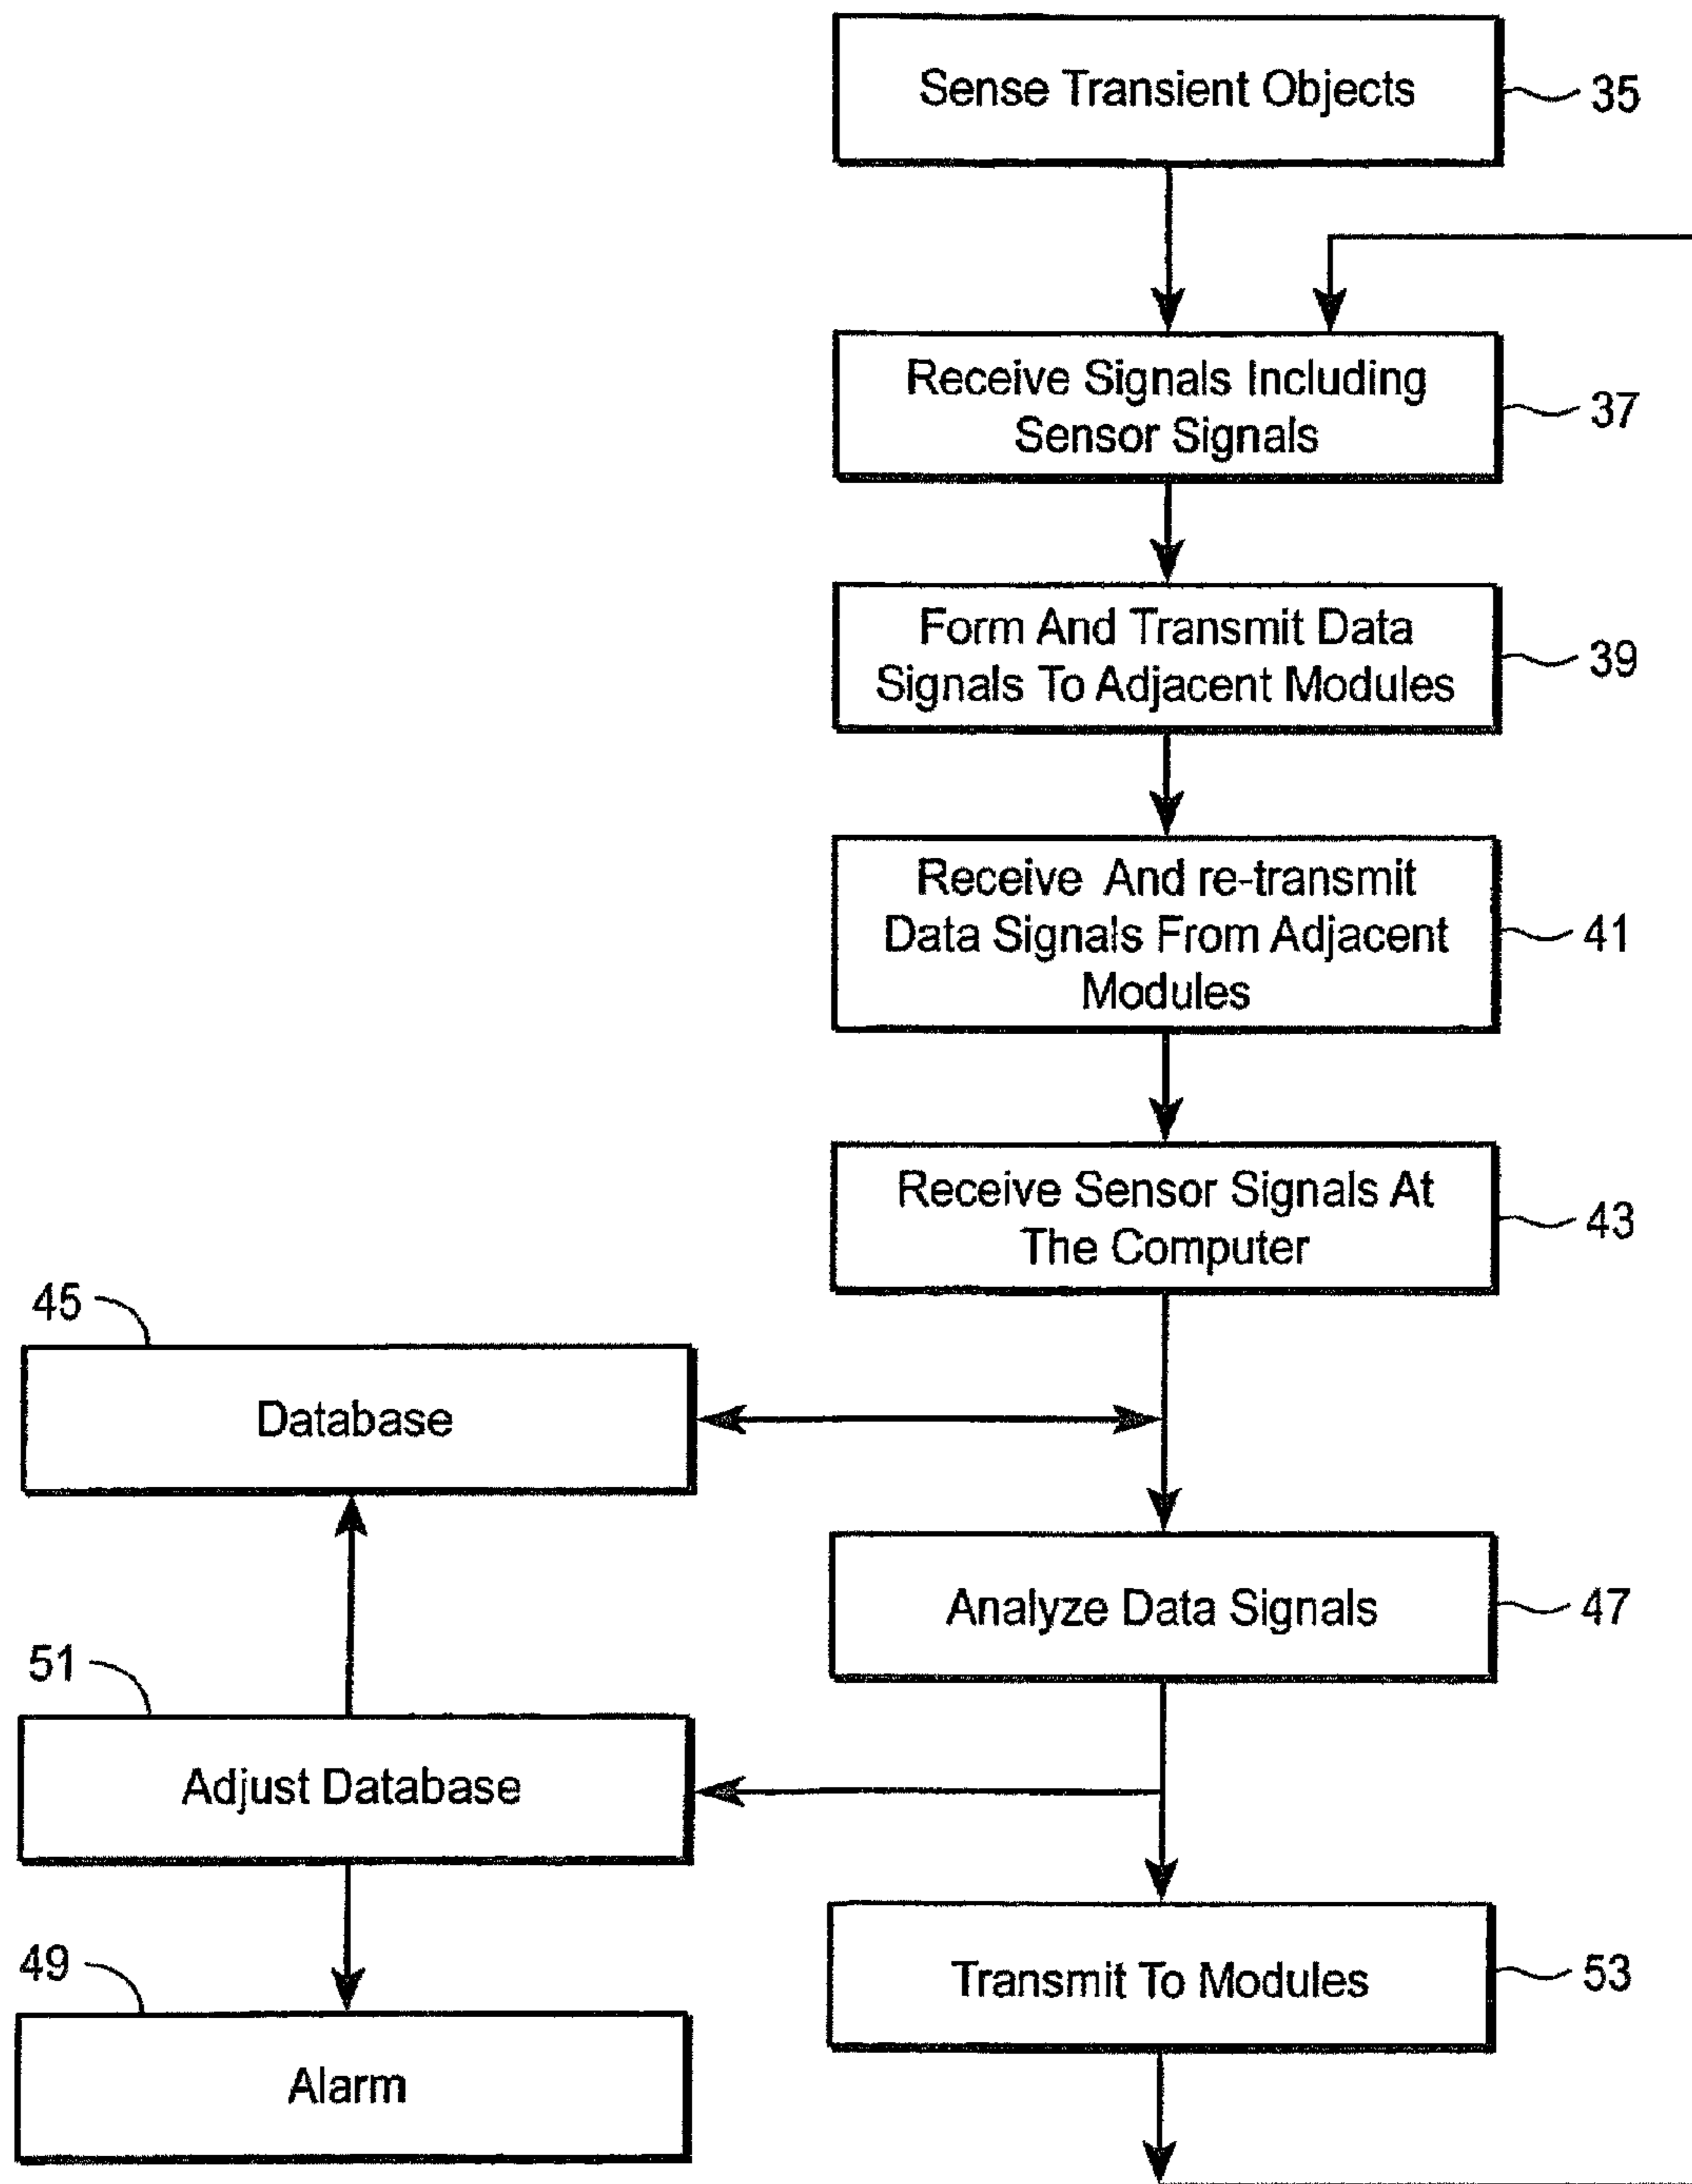 Sense Transient Objects
35
Receive Signals Including
Sensor Signals
37
Form And Transmit Data
Signals To Adjacent Modules
39
Receive And re-transmit
Data Signals From Adjacent
Modules
41
Receive Sensor Signals At
The Computer
43
45
Database
Analyze Data Signals
47
51
Adjust Database
49
Alarm
Transmit To Modules
53